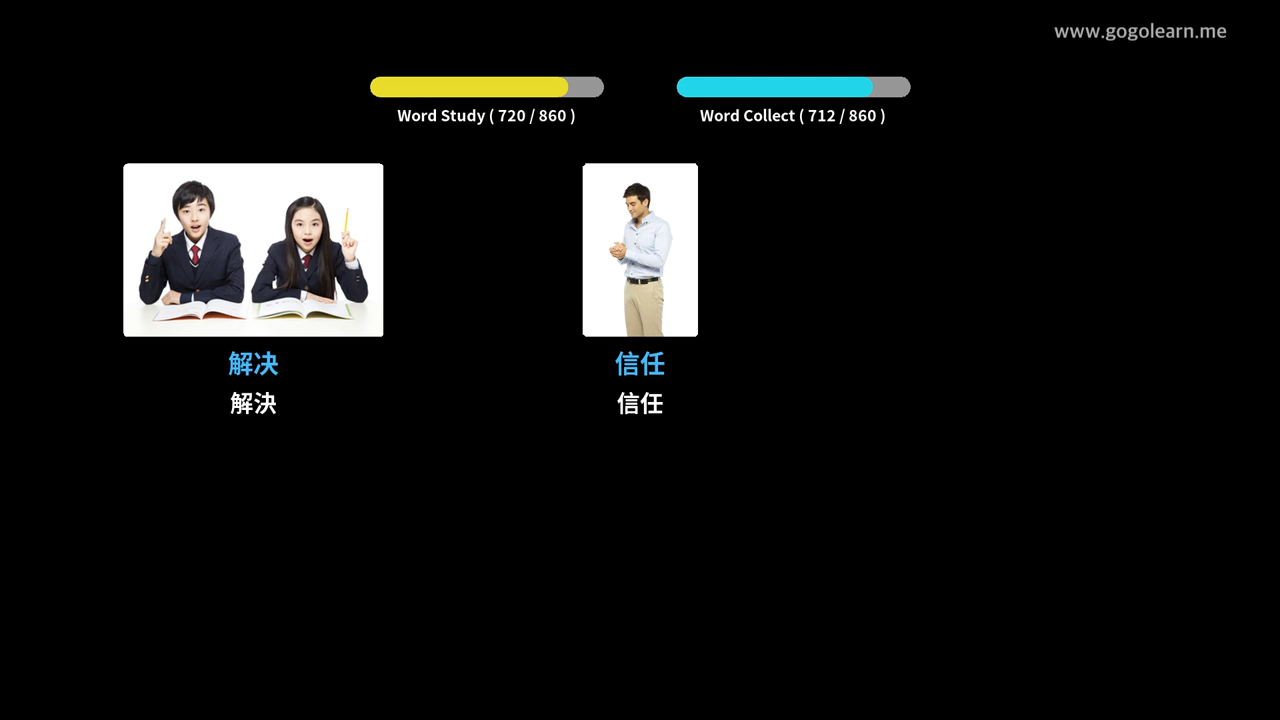 www.gogolearn.me
Word Study ( 720 / 860 )
Word Collect ( 712 / 860 )
解决
解決
信任
信任